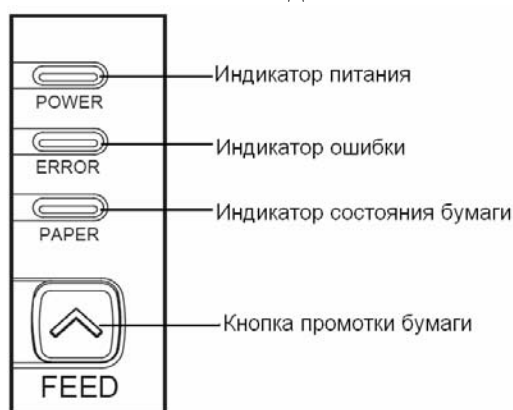 Индикатор питания
POWER
Индикатор ошибки
ERROR
Индикатор состояния бумаги
PAPER
Кнопка промотки бумаги
FEED